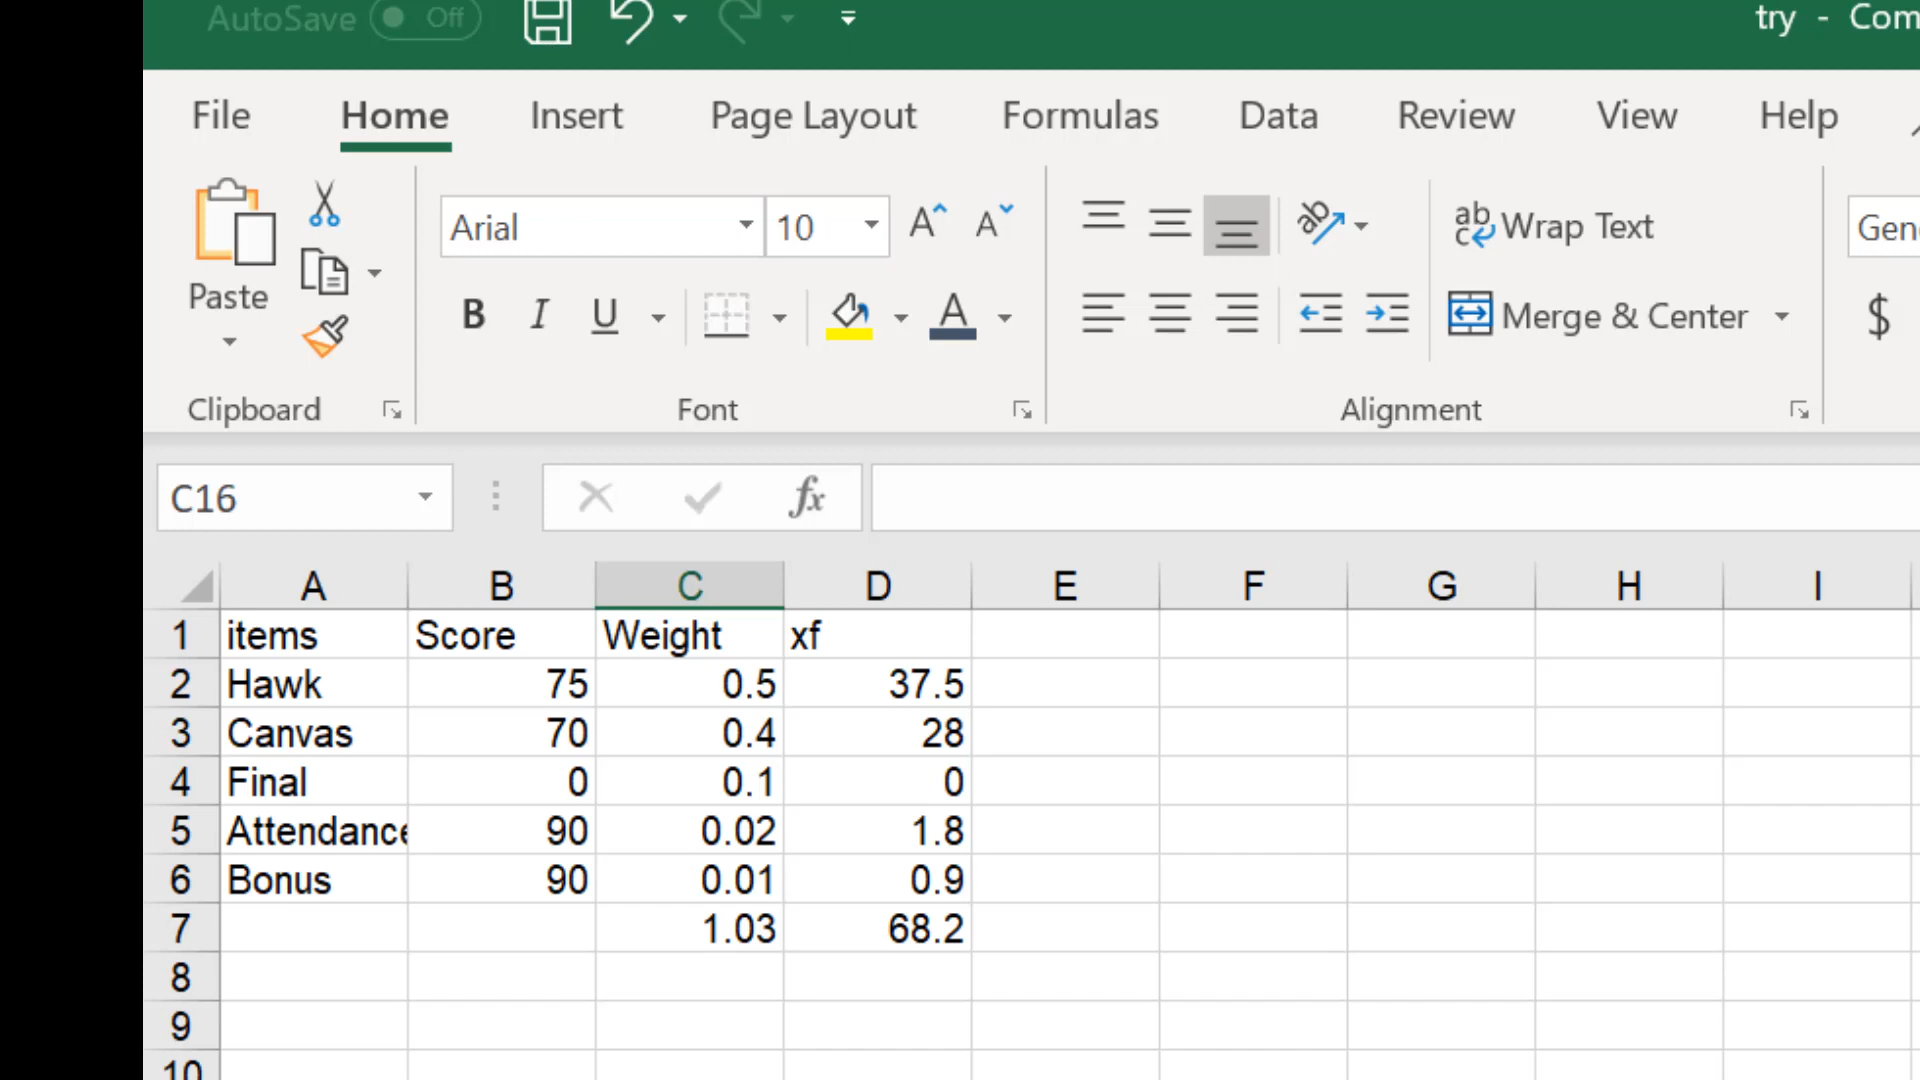 AutoSave Off try - Com
File Home Insert Page Layout Formulas Data Review View Help
Arial 10 ab Wrap Text Gen
Paste B I U A Merge & Center $
Clipboard Font Alignment
C16 fx
A B C D E F G H I
1 items Score Weight xf
2 Hawk 75 0.5 37.5
3 Canvas 70 0.4 28
4 Final 0 0.1 0
5 Attendance 90 0.02 1.8
6 Bonus 90 0.01 0.9
7 1.03 68.2
8
9
10